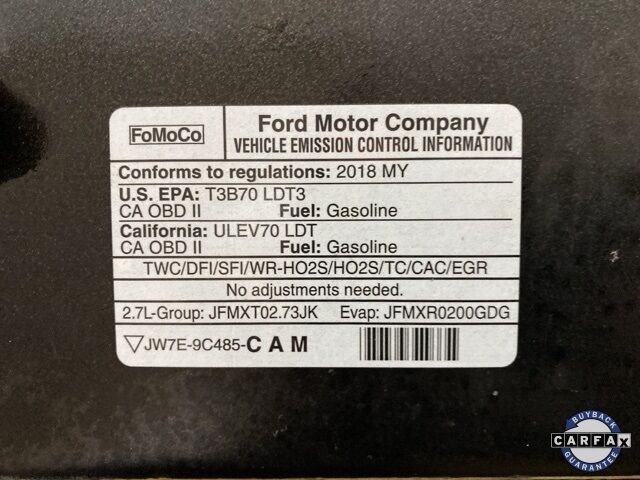 FoMoCo
Ford Motor Company
VEHICLE EMISSION CONTROL INFORMATION
Conforms to regulations: 2018 MY
U.S. EPA: T3B70 LDT3
CA OBD II Fuel: Gasoline
California: ULEV70 LDT
CA OBD II Fuel: Gasoline
TWC/DFI/SFI/WR-HO2S/HO2S/TC/CAC/EGR
No adjustments needed.
2.7L-Group: JFMXT02.73JK Evap: JFMXR0200GDG
▽JW7E-9C485-C A M
BUYBACK
CARFAX
GUARANTEE